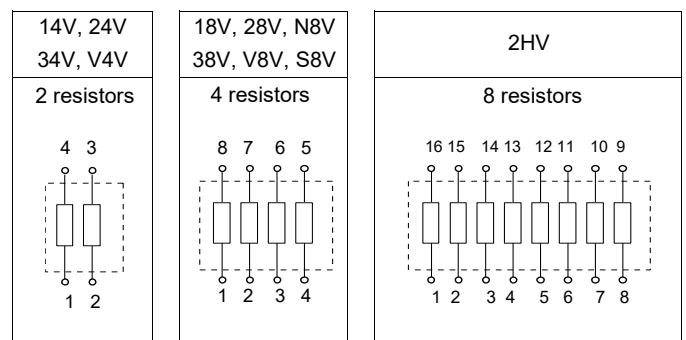 14V, 24V
34V, V4V
2 resistors
4 3
1 2
18V, 28V, N8V
38V, V8V, S8V
4 resistors
8 7 6 5
1 2 3 4
2HV
8 resistors
16 15 14 13 12 11 10 9
1 2 3 4 5 6 7 8